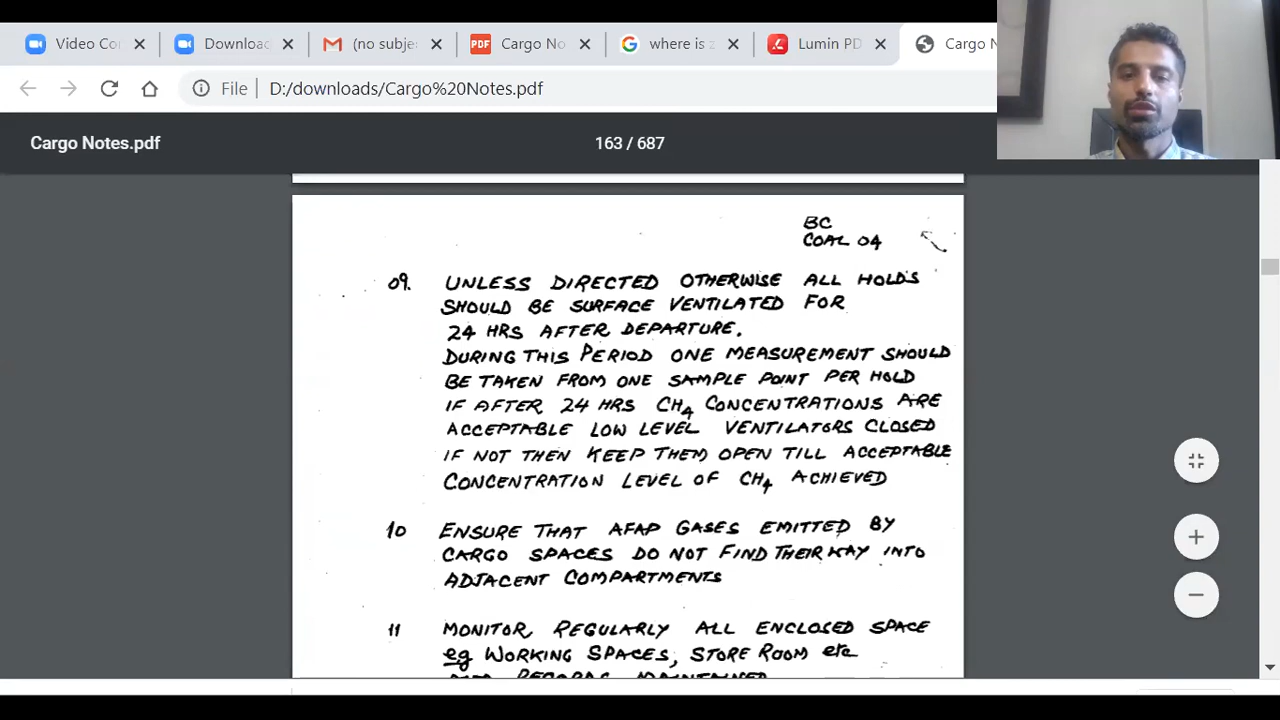 Video Co
Downloa
(no subje
Cargo No
where is z
Lumin PD
Cargo N
File
D:/downloads/Cargo%20Notes.pdf
Cargo Notes.pdf
163 / 687
BC
COAL 04
09. UNLESS DIRECTED OTHERWISE ALL HOLDS
SHOULD BE SURFACE VENTILATED FOR
24 HRS AFTER DEPARTURE.
DURING THIS PERIOD ONE MEASUREMENT SHOULD
BE TAKEN FROM ONE SAMPLE POINT PER HOLD
IF AFTER 24 HRS CH4 CONCENTRATIONS ARE
ACCEPTABLE LOW LEVEL VENTILATORS CLOSED
IF NOT THEN KEEP THEM OPEN TILL ACCEPTABLE
CONCENTRATION LEVEL OF CH4 ACHIEVED
10 ENSURE THAT AFAP GASES EMITTED BY
CARGO SPACES DO NOT FIND THEIR WAY INTO
ADJACENT COMPARTMENTS
11 MONITOR REGULARLY ALL ENCLOSED SPACE
eg WORKING SPACES, STORE ROOM etc
RECORDS MAINTAINED